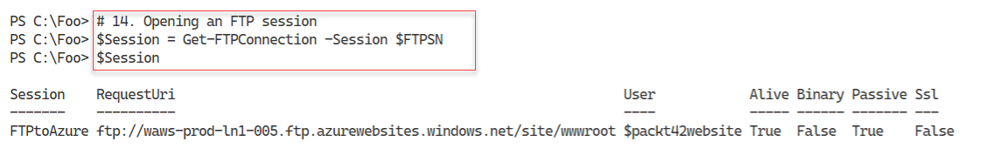 PS C:\Foo> # 14. Opening an FTP session
PS C:\Foo> $Session = Get-FTPConnection -Session $FTPSN
PS C:\Foo> $Session
Session RequestUri User Alive Binary Passive Ssl
------- ---------- ---- ----- ------ ------- ---
FTPtoAzure ftp://waws-prod-ln1-005.ftp.azurewebsites.windows.net/site/wwwroot $packt42website True False True False